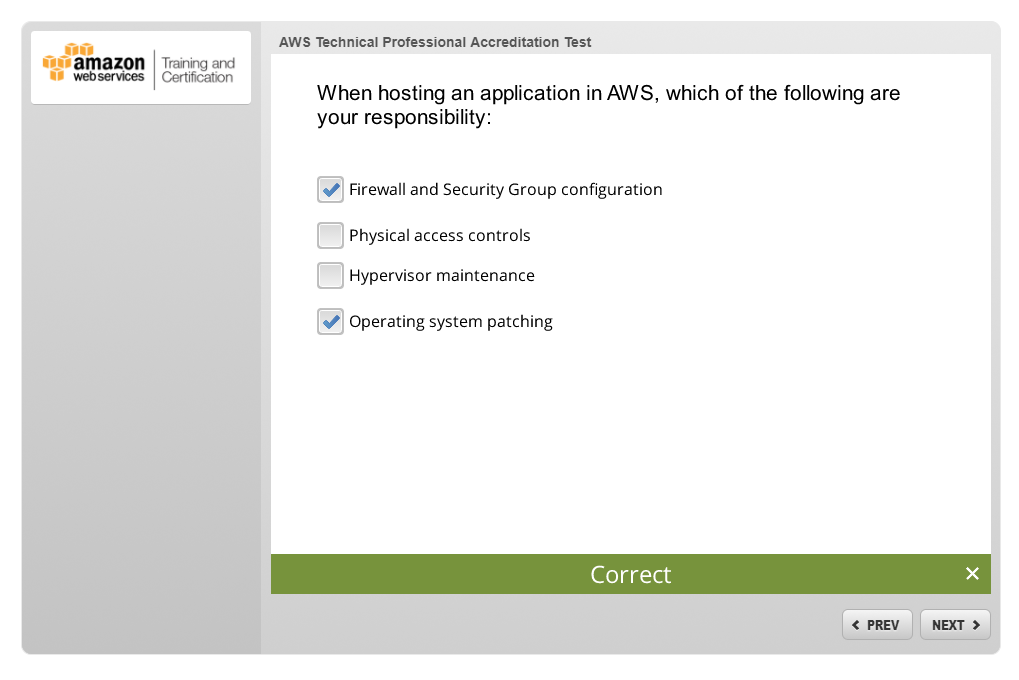 amazon
webservices
Training and
Certification
AWS Technical Professional Accreditation Test
When hosting an application in AWS, which of the following are
your responsibility:
Firewall and Security Group configuration
Physical access controls
Hypervisor maintenance
Operating system patching
Correct
PREV
NEXT